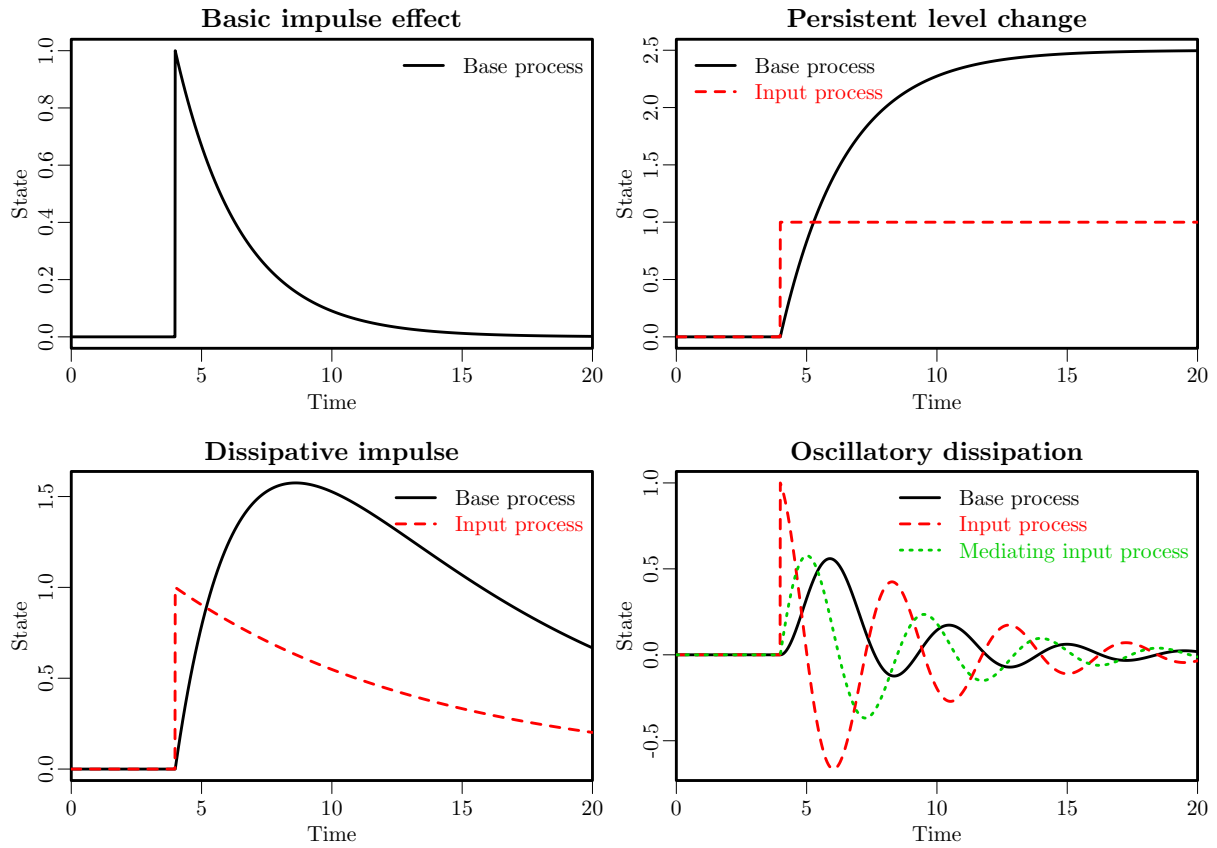 Basic impulse effect
State
0.0 0.2 0.4 0.6 0.8 1.0
Base process
0 5 10 15 20
Time
Persistent level change
State
0.0 0.5 1.0 1.5 2.0 2.5
Base process
Input process
0 5 10 15 20
Time
Dissipative impulse
State
0.0 0.5 1.0 1.5
Base process
Input process
0 5 10 15 20
Time
Oscillatory dissipation
State
-0.5 0.0 0.5 1.0
Base process
Input process
Mediating input process
0 5 10 15 20
Time